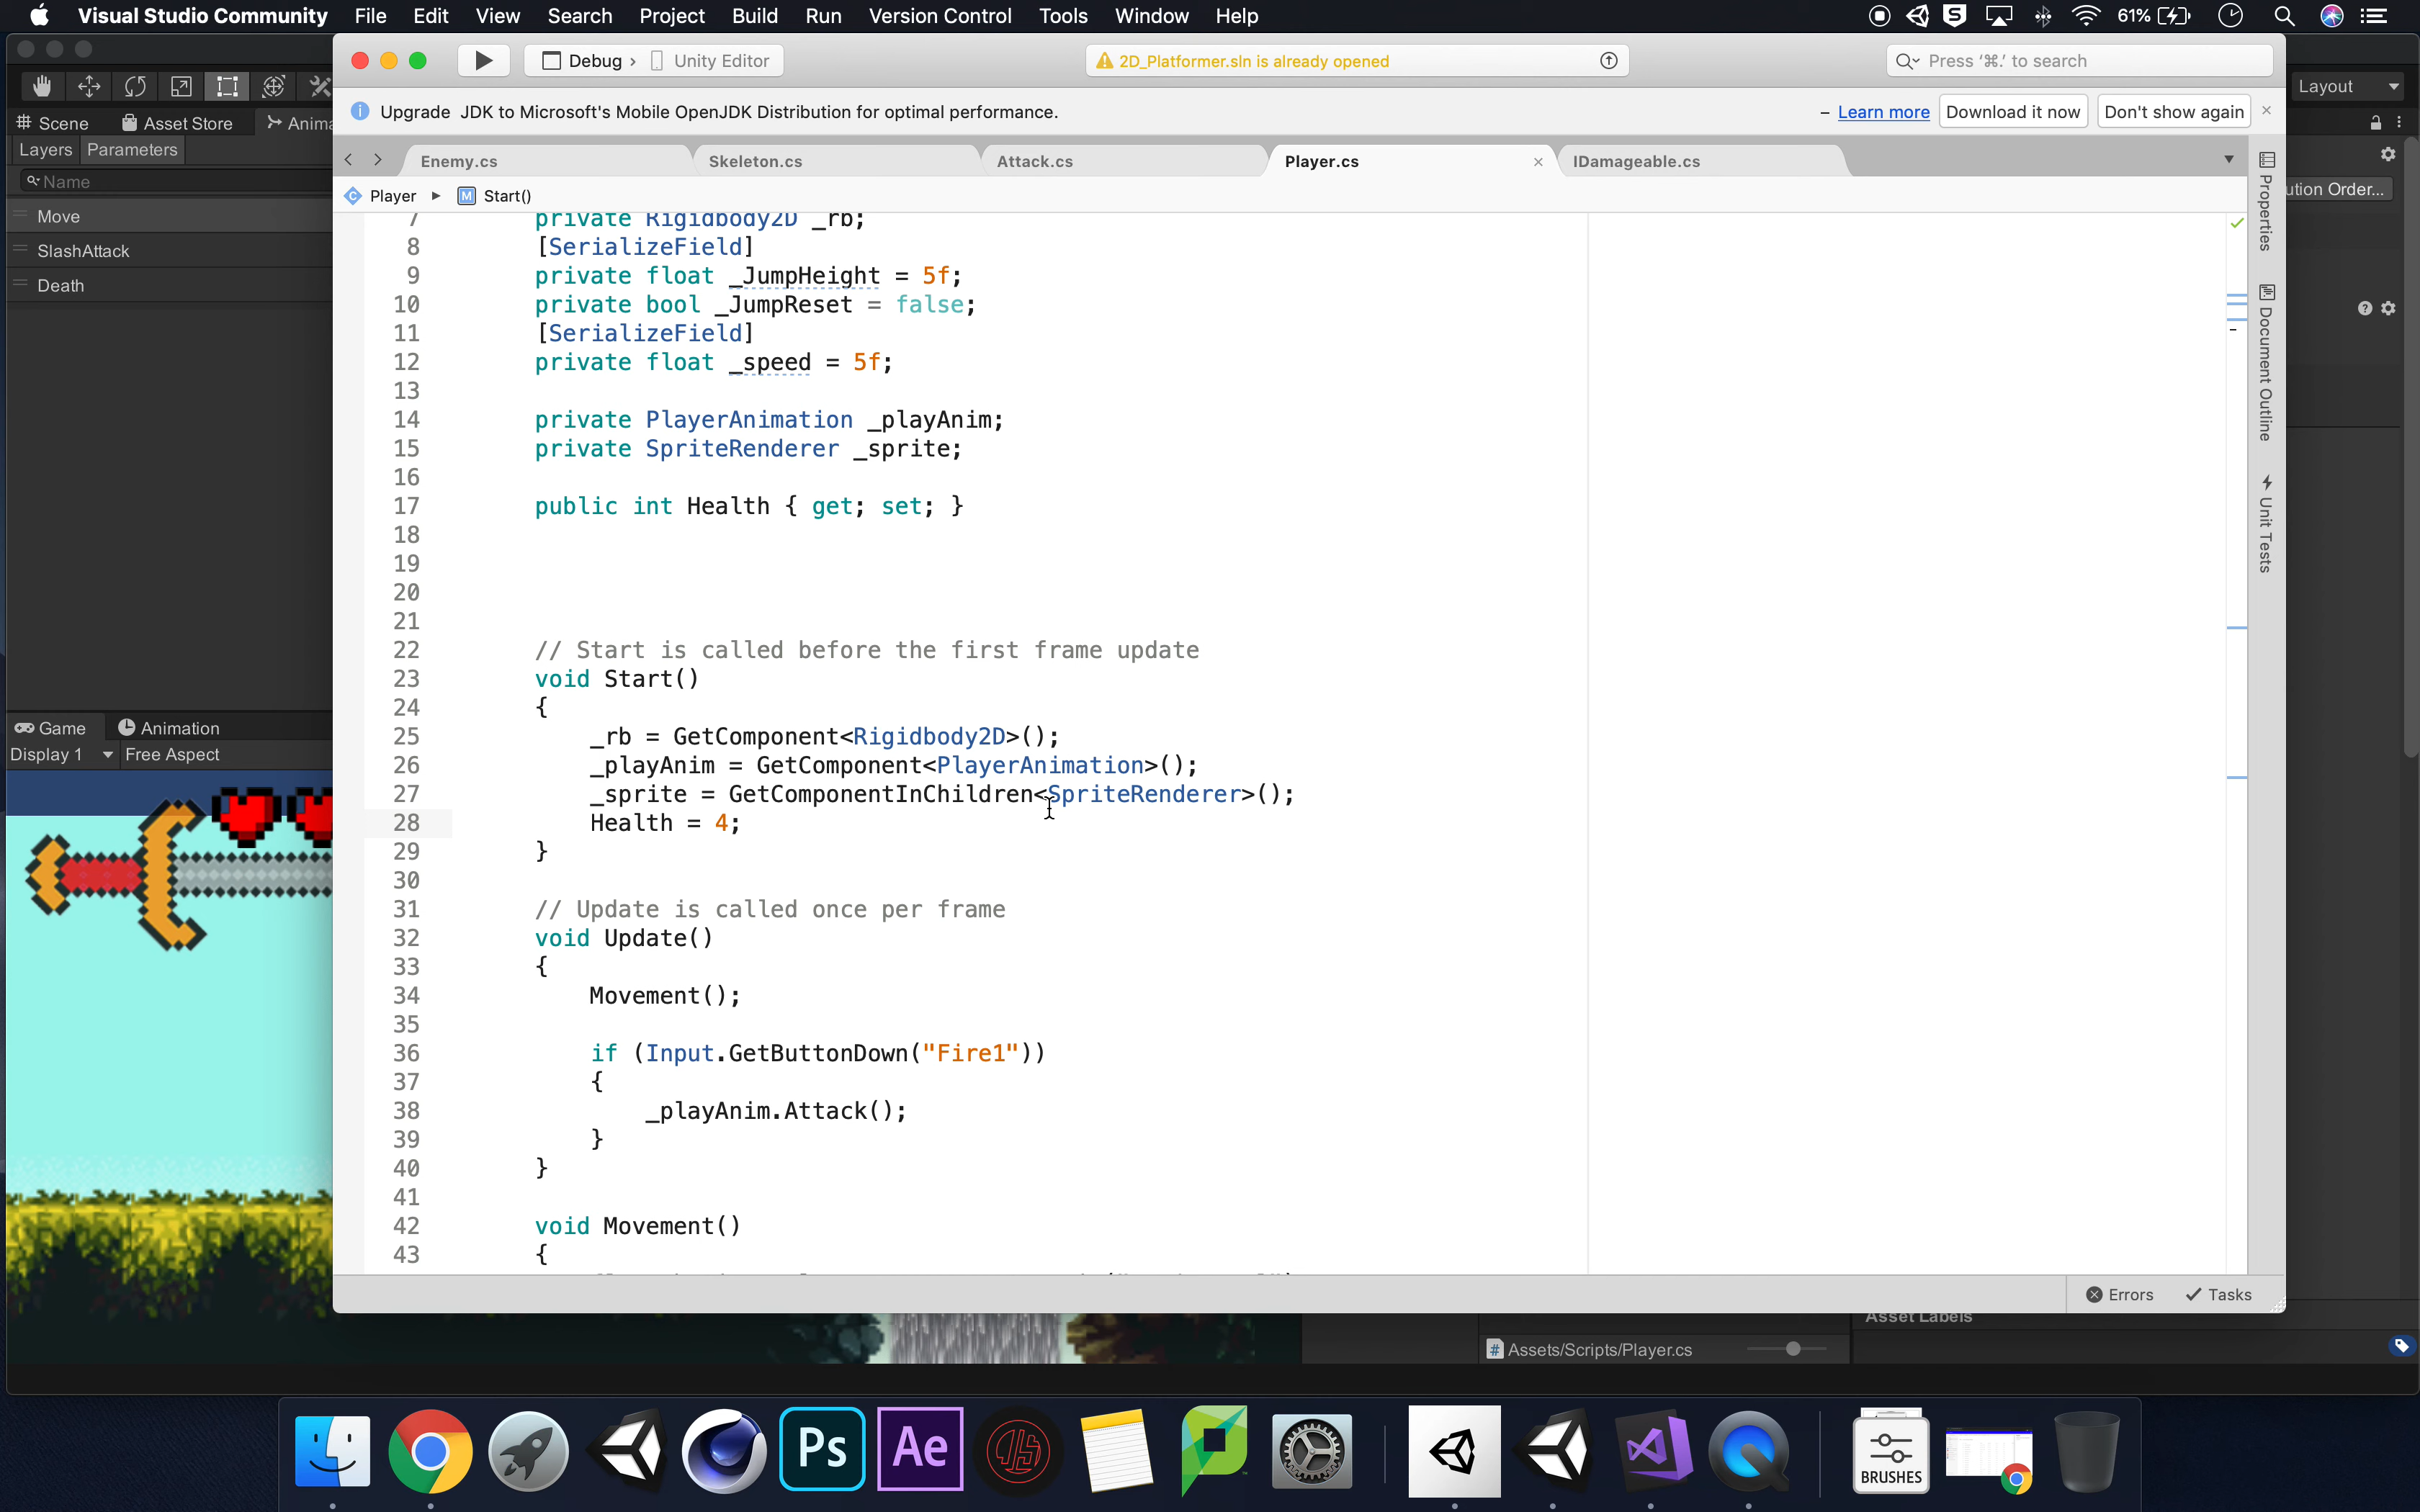 Visual Studio Community File Edit View Search Project Build Run Version Control Tools Window Help 61%
Debug › Unity Editor
2D_Platformer.sln is already opened
Press '⌘.' to search
Layout
Upgrade JDK to Microsoft's Mobile OpenJDK Distribution for optimal performance.
– Learn more Download it now Don't show again
# Scene Asset Store Anima
Layers Parameters
Name
Move
SlashAttack
Death
Enemy.cs Skeleton.cs Attack.cs Player.cs IDamageable.cs
Player ▸ M Start()
ution Order...
Properties
Document Outline
Unit Tests
7 private Rigidbody2D _rb;
8 [SerializeField]
9 private float _JumpHeight = 5f;
10 private bool _JumpReset = false;
11 [SerializeField]
12 private float _speed = 5f;
13
14 private PlayerAnimation _playAnim;
15 private SpriteRenderer _sprite;
16
17 public int Health { get; set; }
18
19
20
21
22 // Start is called before the first frame update
23 void Start()
24 {
25 _rb = GetComponent<Rigidbody2D>();
26 _playAnim = GetComponent<PlayerAnimation>();
27 _sprite = GetComponentInChildren<SpriteRenderer>();
28 Health = 4;
29 }
30
31 // Update is called once per frame
32 void Update()
33 {
34 Movement();
35
36 if (Input.GetButtonDown("Fire1"))
37 {
38 _playAnim.Attack();
39 }
40 }
41
42 void Movement()
43 {
Game Animation
Display 1 Free Aspect
Errors Tasks
Asset Labels
Assets/Scripts/Player.cs
Ps
Ae
BRUSHES